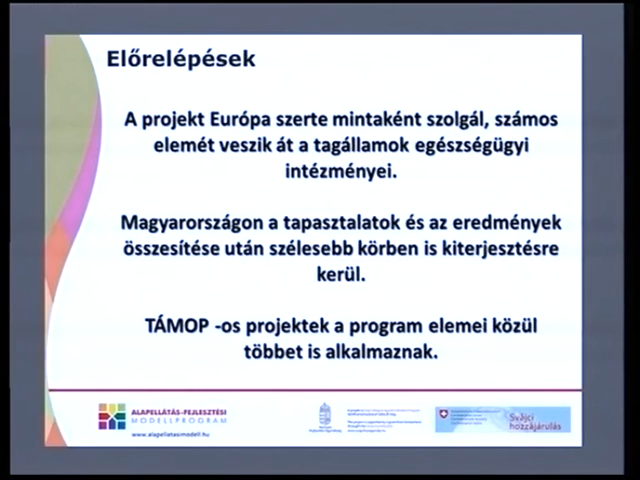 Előrelépések
A projekt Európa szerte mintaként szolgál, számos
elemét veszik át a tagállamok egészségügyi
intézményei.
Magyarországon a tapasztalatok és az eredmények
összesítése után szélesebb körben is kiterjesztésre
kerül.
TÁMOP -os projektek a program elemei közül
többet is alkalmaznak.
ALAPELLÁTÁS-FEJLESZTÉSI
MODELLPROGRAM
www.alapellatasimodell.hu
Svájci
hozzájárulás